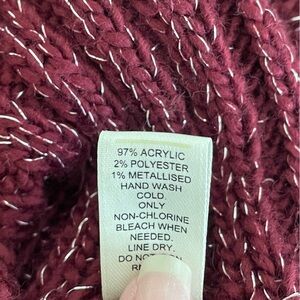 97% ACRYLIC
2% POLYESTER
1% METALLISED
HAND WASH
COLD.
ONLY
NON-CHLORINE
BLEACH WHEN
NEEDED.
LINE DRY.
DO NOT